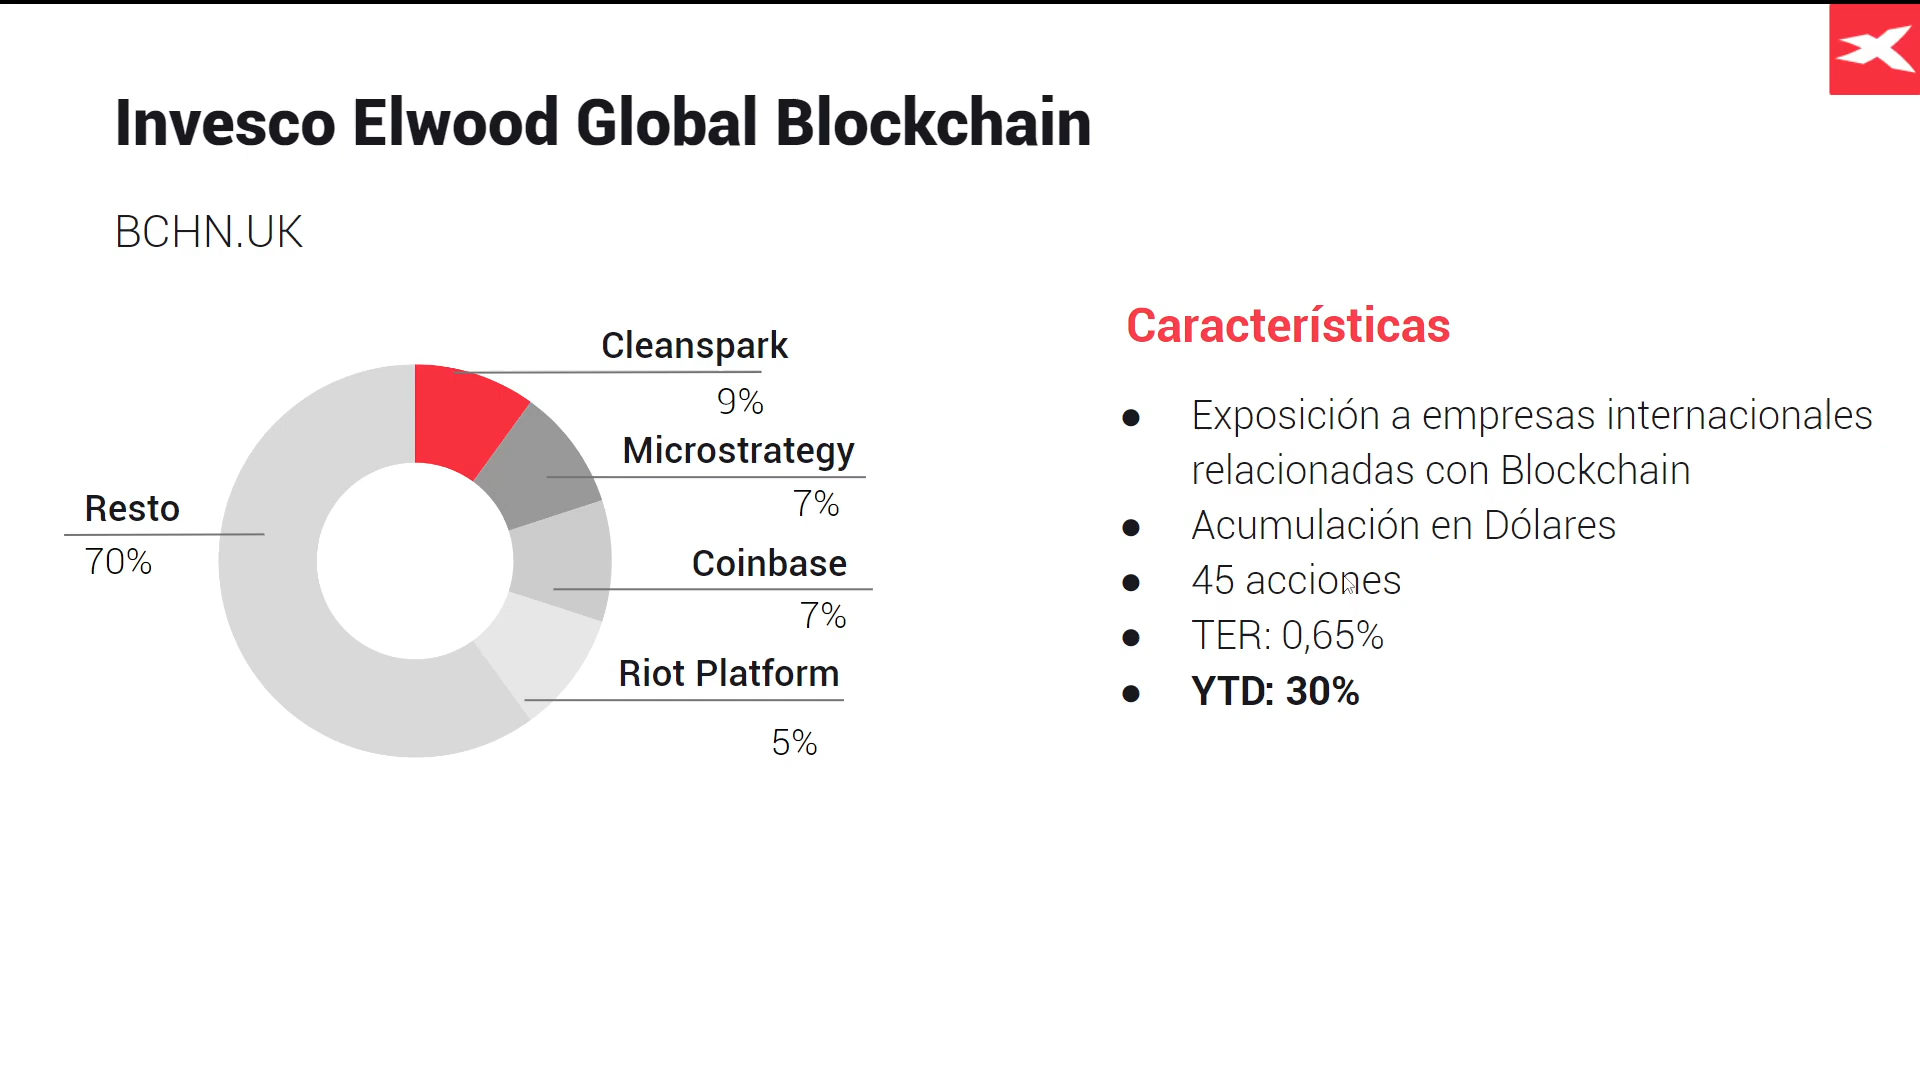 Invesco Elwood Global Blockchain
BCHN.UK
Cleanspark
9%
Microstrategy
7%
Coinbase
7%
Riot Platform
5%
Resto
70%
Características
● Exposición a empresas internacionales
relacionadas con Blockchain
● Acumulación en Dólares
● 45 acciones
● TER: 0,65%
● YTD: 30%